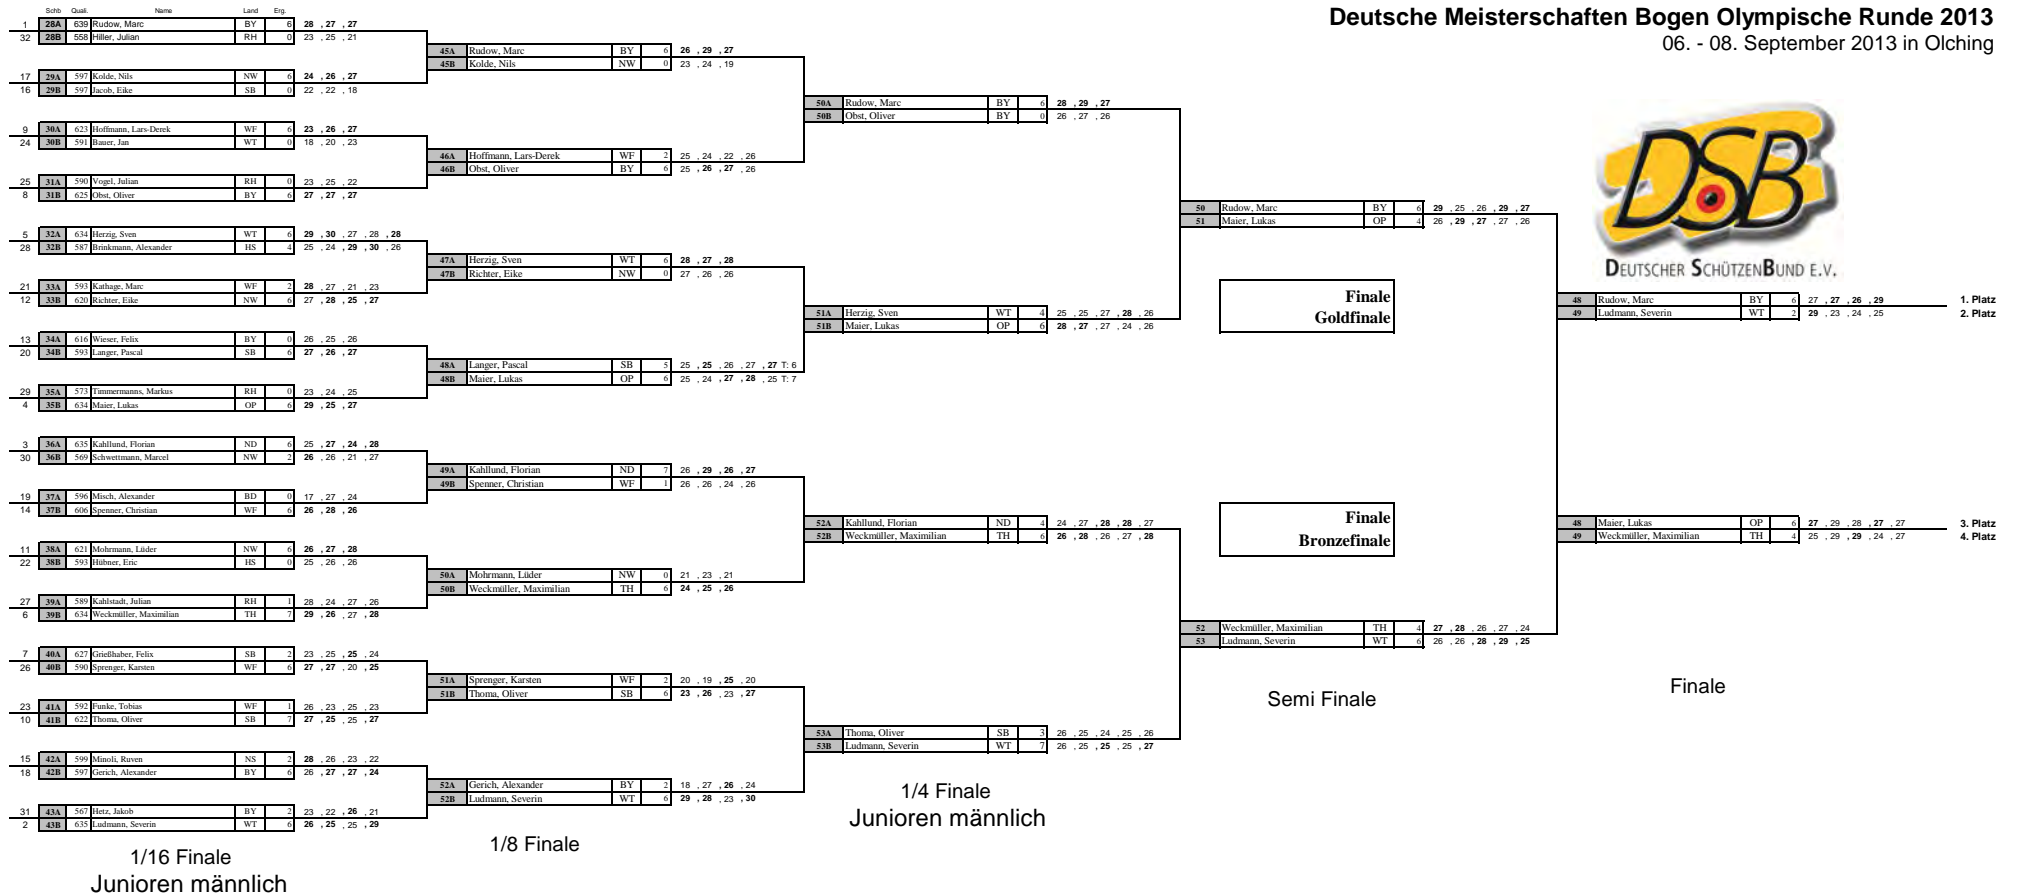 Deutsche Meisterschaften Bogen Olympische Runde 2013
06. - 08. September 2013 in Olching
Schb Quali. Name Land Erg.
1 28A 639 Rudow, Marc BY 6 28 , 27 , 27
32 28B 558 Hiller, Julian RH 0 23 , 25 , 21
17 29A 597 Kolde, Nils NW 6 24 , 26 , 27
16 29B 597 Jacob, Eike SB 0 22 , 22 , 18
9 30A 623 Hoffmann, Lars-Derek WF 6 23 , 26 , 27
24 30B 591 Bauer, Jan WT 0 18 , 20 , 23
25 31A 590 Vogel, Julian RH 0 23 , 25 , 22
8 31B 625 Obst, Oliver BY 6 27 , 27 , 27
5 32A 634 Herzig, Sven WT 6 29 , 30 , 27 , 28 , 28
28 32B 587 Brinkmann, Alexander HS 4 25 , 24 , 29 , 30 , 26
21 33A 593 Kathage, Marc WF 2 28 , 27 , 21 , 23
12 33B 620 Richter, Eike NW 6 27 , 28 , 25 , 27
13 34A 616 Wieser, Felix BY 0 26 , 25 , 26
20 34B 593 Langer, Pascal SB 6 27 , 26 , 27
29 35A 573 Timmermanns, Markus RH 0 23 , 24 , 25
4 35B 634 Maier, Lukas OP 6 29 , 25 , 27
3 36A 635 Kahllund, Florian ND 6 25 , 27 , 24 , 28
30 36B 569 Schwettmann, Marcel NW 2 26 , 26 , 21 , 27
19 37A 596 Misch, Alexander BD 0 17 , 27 , 24
14 37B 606 Spenner, Christian WF 6 26 , 28 , 26
11 38A 621 Mohrmann, Lüder NW 6 26 , 27 , 28
22 38B 593 Hübner, Eric HS 0 25 , 26 , 26
27 39A 589 Kahlstadt, Julian RH 1 28 , 24 , 27 , 26
6 39B 634 Weckmüller, Maximilian TH 7 29 , 26 , 27 , 28
7 40A 627 Grießhaber, Felix SB 2 23 , 25 , 25 , 24
26 40B 590 Sprenger, Karsten WF 6 27 , 27 , 20 , 25
23 41A 592 Funke, Tobias WF 1 26 , 23 , 25 , 23
10 41B 622 Thoma, Oliver SB 7 27 , 25 , 25 , 27
15 42A 599 Minoli, Ruven NS 2 28 , 26 , 23 , 22
18 42B 597 Gerich, Alexander BY 6 26 , 27 , 27 , 24
31 43A 567 Hetz, Jakob BY 2 23 , 22 , 26 , 21
2 43B 635 Ludmann, Severin WT 6 26 , 25 , 25 , 29
1/16 Finale
Junioren männlich
45A Rudow, Marc BY 6 26 , 29 , 27
45B Kolde, Nils NW 0 23 , 24 , 19
46A Hoffmann, Lars-Derek WF 2 25 , 24 , 22 , 26
46B Obst, Oliver BY 6 25 , 26 , 27 , 26
47A Herzig, Sven WT 6 28 , 27 , 28
47B Richter, Eike NW 0 27 , 26 , 26
48A Langer, Pascal SB 5 25 , 25 , 26 , 27 , 27 T: 6
48B Maier, Lukas OP 6 25 , 24 , 27 , 28 , 25 T: 7
49A Kahllund, Florian ND 7 26 , 29 , 26 , 27
49B Spenner, Christian WF 1 26 , 26 , 24 , 26
50A Mohrmann, Lüder NW 0 21 , 23 , 21
50B Weckmüller, Maximilian TH 6 24 , 25 , 26
51A Sprenger, Karsten WF 2 20 , 19 , 25 , 20
51B Thoma, Oliver SB 6 23 , 26 , 23 , 27
52A Gerich, Alexander BY 2 18 , 27 , 26 , 24
52B Ludmann, Severin WT 6 29 , 28 , 23 , 30
1/8 Finale
50A Rudow, Marc BY 6 28 , 29 , 27
50B Obst, Oliver BY 0 26 , 27 , 26
51A Herzig, Sven WT 4 25 , 25 , 27 , 28 , 26
51B Maier, Lukas OP 6 28 , 27 , 27 , 24 , 26
52A Kahllund, Florian ND 4 24 , 27 , 28 , 28 , 27
52B Weckmüller, Maximilian TH 6 26 , 28 , 26 , 27 , 28
53A Thoma, Oliver SB 3 26 , 25 , 24 , 25 , 26
53B Ludmann, Severin WT 7 26 , 25 , 25 , 25 , 27
1/4 Finale
Junioren männlich
50 Rudow, Marc BY 6 29 , 25 , 26 , 29 , 27
51 Maier, Lukas OP 4 26 , 29 , 27 , 27 , 26
Finale
Goldfinale
Finale
Bronzefinale
52 Weckmüller, Maximilian TH 4 27 , 28 , 26 , 27 , 24
53 Ludmann, Severin WT 6 26 , 26 , 28 , 29 , 25
Semi Finale
DSB
DEUTSCHER SCHÜTZENBUND E.V.
48 Rudow, Marc BY 6 27 , 27 , 26 , 29 1. Platz
49 Ludmann, Severin WT 2 29 , 23 , 24 , 25 2. Platz
48 Maier, Lukas OP 6 27 , 29 , 28 , 27 , 27 3. Platz
49 Weckmüller, Maximilian TH 4 25 , 29 , 29 , 24 , 27 4. Platz
Finale